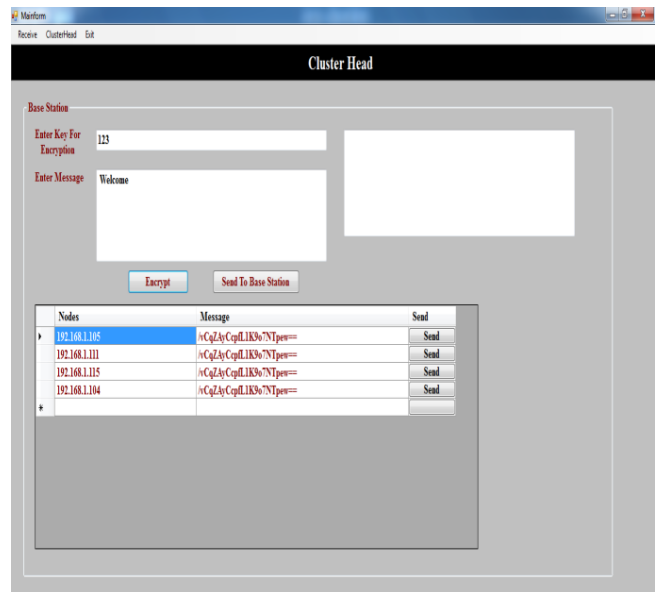 Mainform
Receive ClusterHead Exit
Cluster Head
Base Station
Enter Key For
Encryption
123
Enter Message
Welcome
Encrypt
Send To Base Station
Nodes Message Send
192.168.1.105 /vCqZAyCcpfL1K9o7NTpew== Send
192.168.1.111 /vCqZAyCcpfL1K9o7NTpew== Send
192.168.1.115 /vCqZAyCcpfL1K9o7NTpew== Send
192.168.1.104 /vCqZAyCcpfL1K9o7NTpew== Send